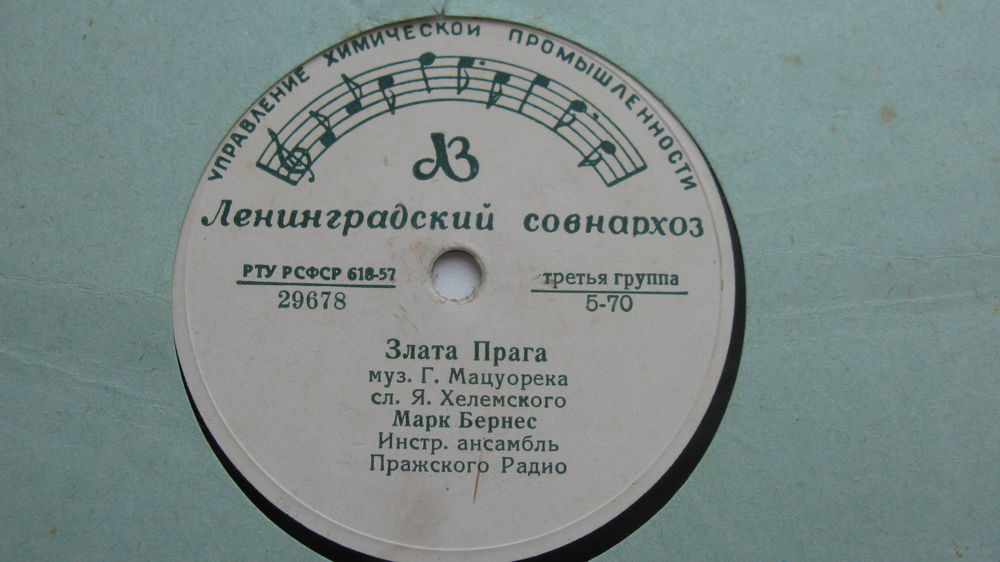 УПРАВЛЕНИЕ ХИМИЧЕСКОЙ ПРОМЫШЛЕННОСТИ
ЛЗ
Ленинградский совнархоз
РТУ РСФСР 618-57
29678
третья группа
5-70
Злата Прага
муз. Г. Мацуорека
сл. Я. Хелемского
Марк Бернес
Инстр. ансамбль
Пражского Радио